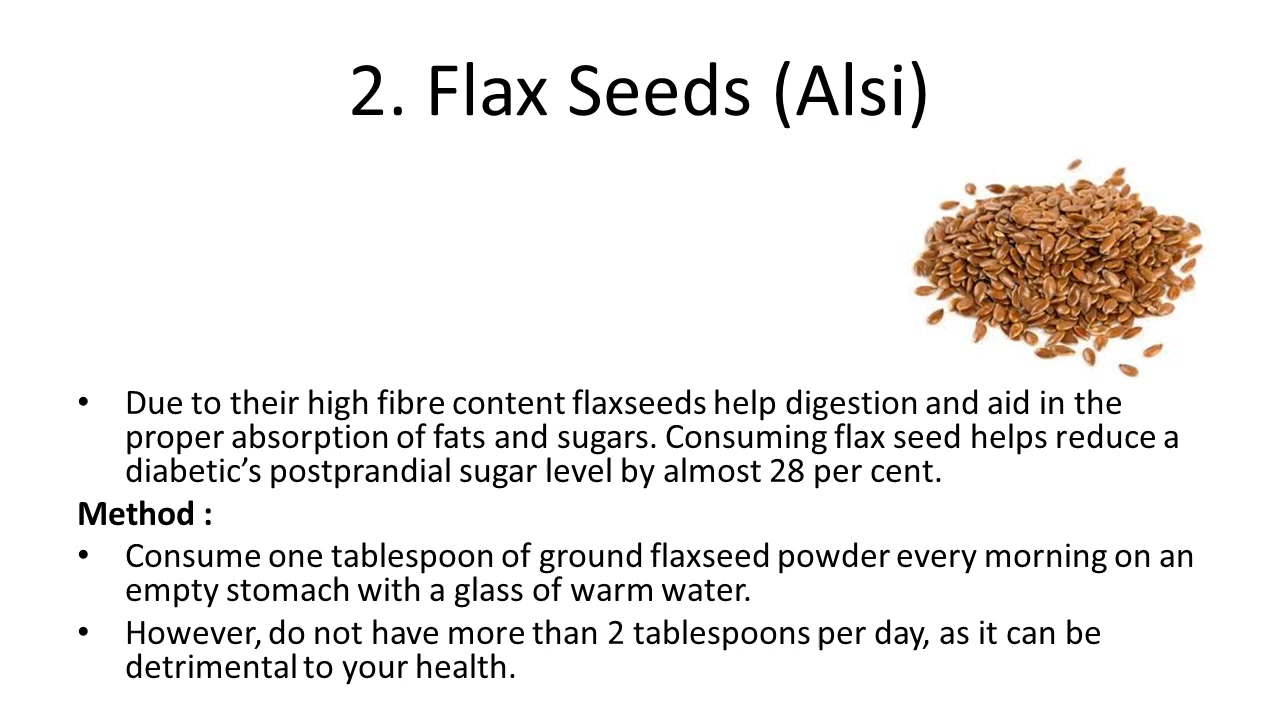 2. Flax Seeds (Alsi)
• Due to their high fibre content flaxseeds help digestion and aid in the
proper absorption of fats and sugars. Consuming flax seed helps reduce a
diabetic’s postprandial sugar level by almost 28 per cent.
Method :
• Consume one tablespoon of ground flaxseed powder every morning on an
empty stomach with a glass of warm water.
• However, do not have more than 2 tablespoons per day, as it can be
detrimental to your health.